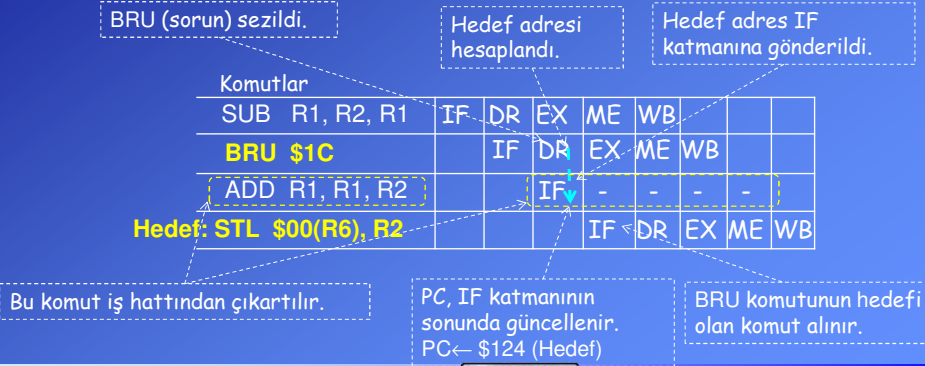 BRU (sorun) sezildi.
Hedef adresi
hesaplandı.
Hedef adres IF
katmanına gönderildi.
Komutlar
SUB R1, R2, R1 IF DR EX ME WB
BRU $1C IF DR EX ME WB
ADD R1, R1, R2 IF - - - -
Hedef: STL $00(R6), R2 IF DR EX ME WB
Bu komut iş hattından çıkartılır.
PC, IF katmanının
sonunda güncellenir.
PC← $124 (Hedef)
BRU komutunun hedefi
olan komut alınır.